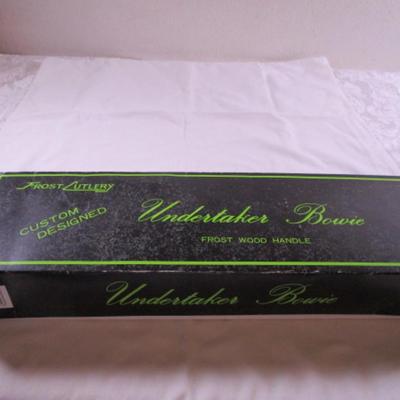 FROST CUTLERY
CUSTOM
DESIGNED
Undertaker Bowie
FROST WOOD HANDLE
Undertaker Bowie